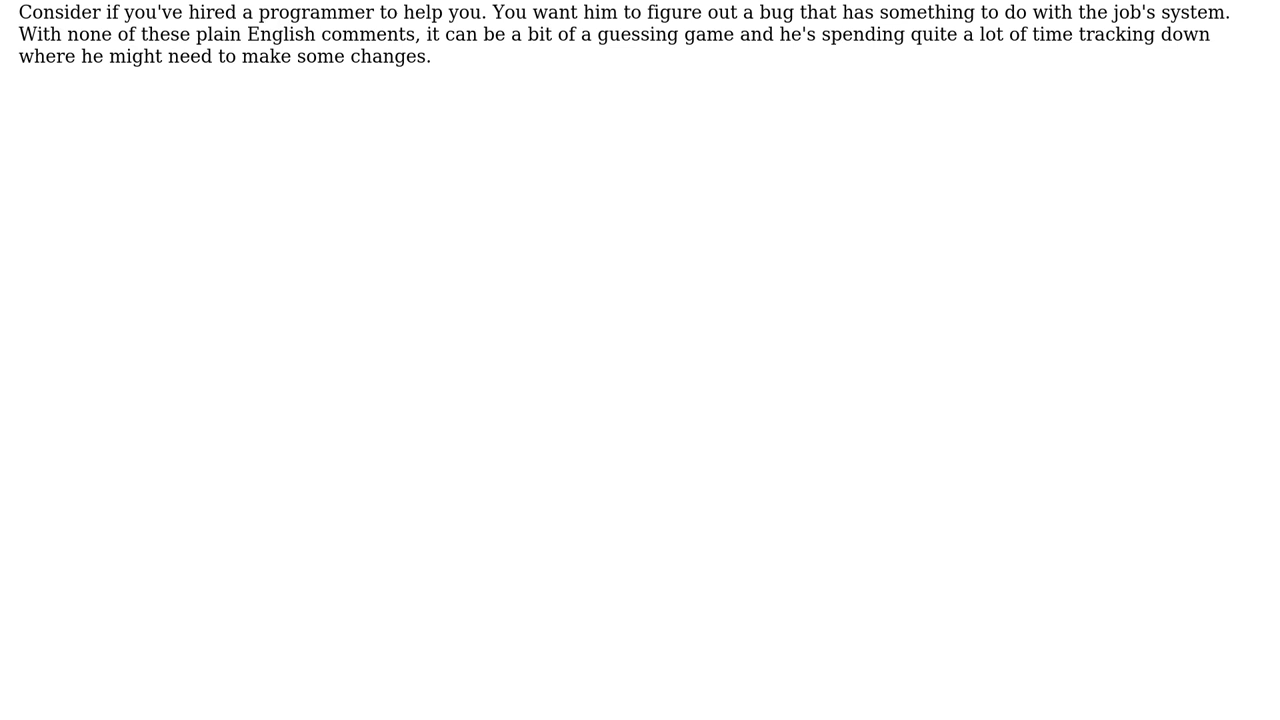 Consider if you've hired a programmer to help you. You want him to figure out a bug that has something to do with the job's system.
With none of these plain English comments, it can be a bit of a guessing game and he's spending quite a lot of time tracking down
where he might need to make some changes.